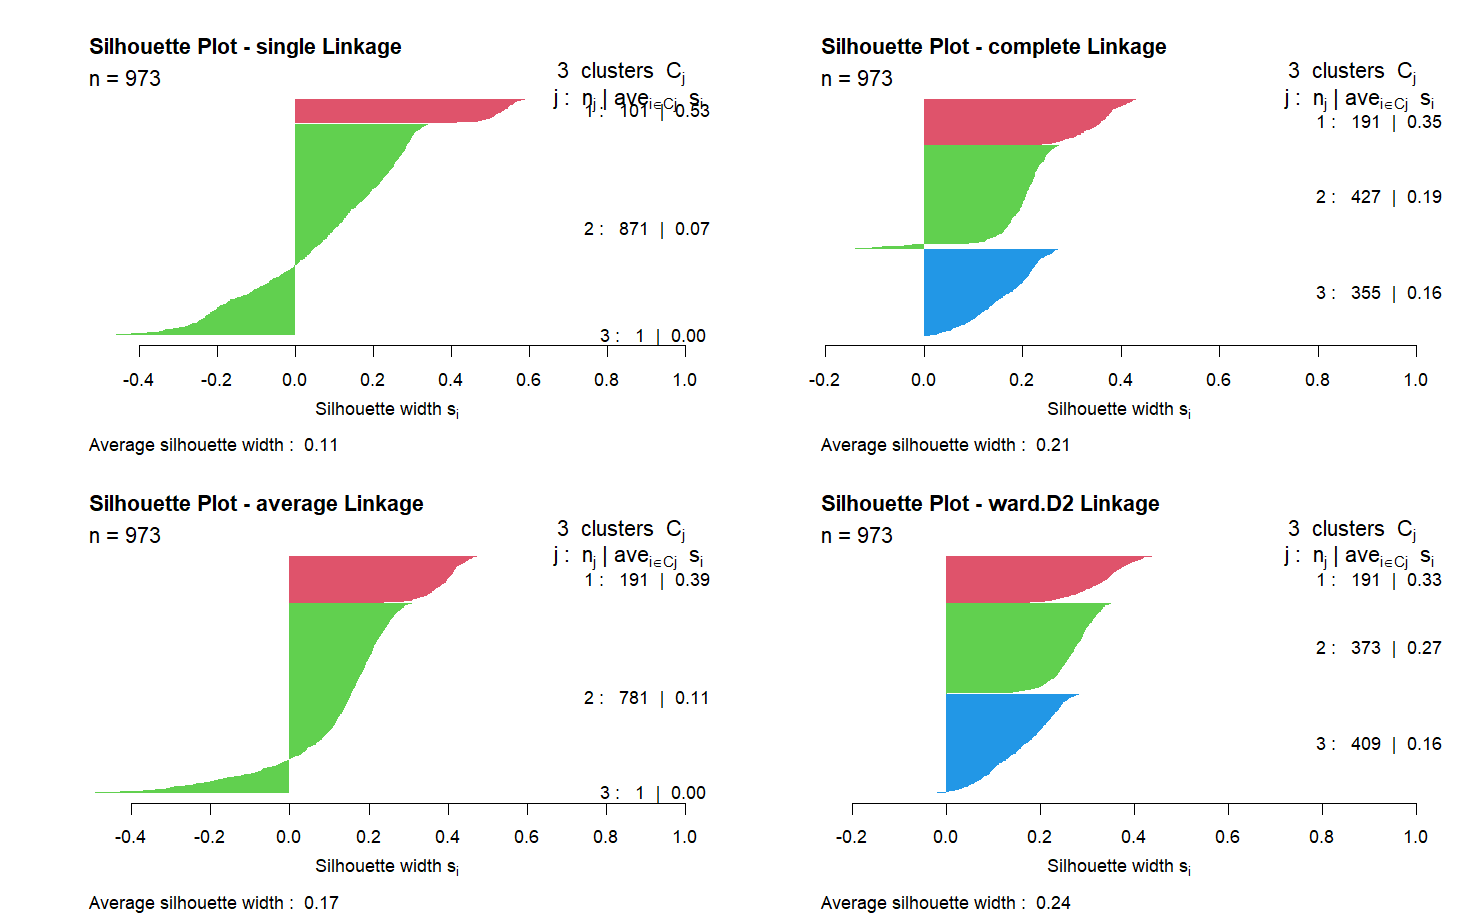 Silhouette Plot - single Linkage
n = 973
3 clusters Cj
j : nj | avei∈Cj si
1 : 101 | 0.53
2 : 871 | 0.07
3 : 1 | 0.00
-0.4 -0.2 0.0 0.2 0.4 0.6 0.8 1.0
Silhouette width si
Average silhouette width : 0.11
Silhouette Plot - complete Linkage
n = 973
3 clusters Cj
j : nj | avei∈Cj si
1 : 191 | 0.35
2 : 427 | 0.19
3 : 355 | 0.16
-0.2 0.0 0.2 0.4 0.6 0.8 1.0
Silhouette width si
Average silhouette width : 0.21
Silhouette Plot - average Linkage
n = 973
3 clusters Cj
j : nj | avei∈Cj si
1 : 191 | 0.39
2 : 781 | 0.11
3 : 1 | 0.00
-0.4 -0.2 0.0 0.2 0.4 0.6 0.8 1.0
Silhouette width si
Average silhouette width : 0.17
Silhouette Plot - ward.D2 Linkage
n = 973
3 clusters Cj
j : nj | avei∈Cj si
1 : 191 | 0.33
2 : 373 | 0.27
3 : 409 | 0.16
-0.2 0.0 0.2 0.4 0.6 0.8 1.0
Silhouette width si
Average silhouette width : 0.24